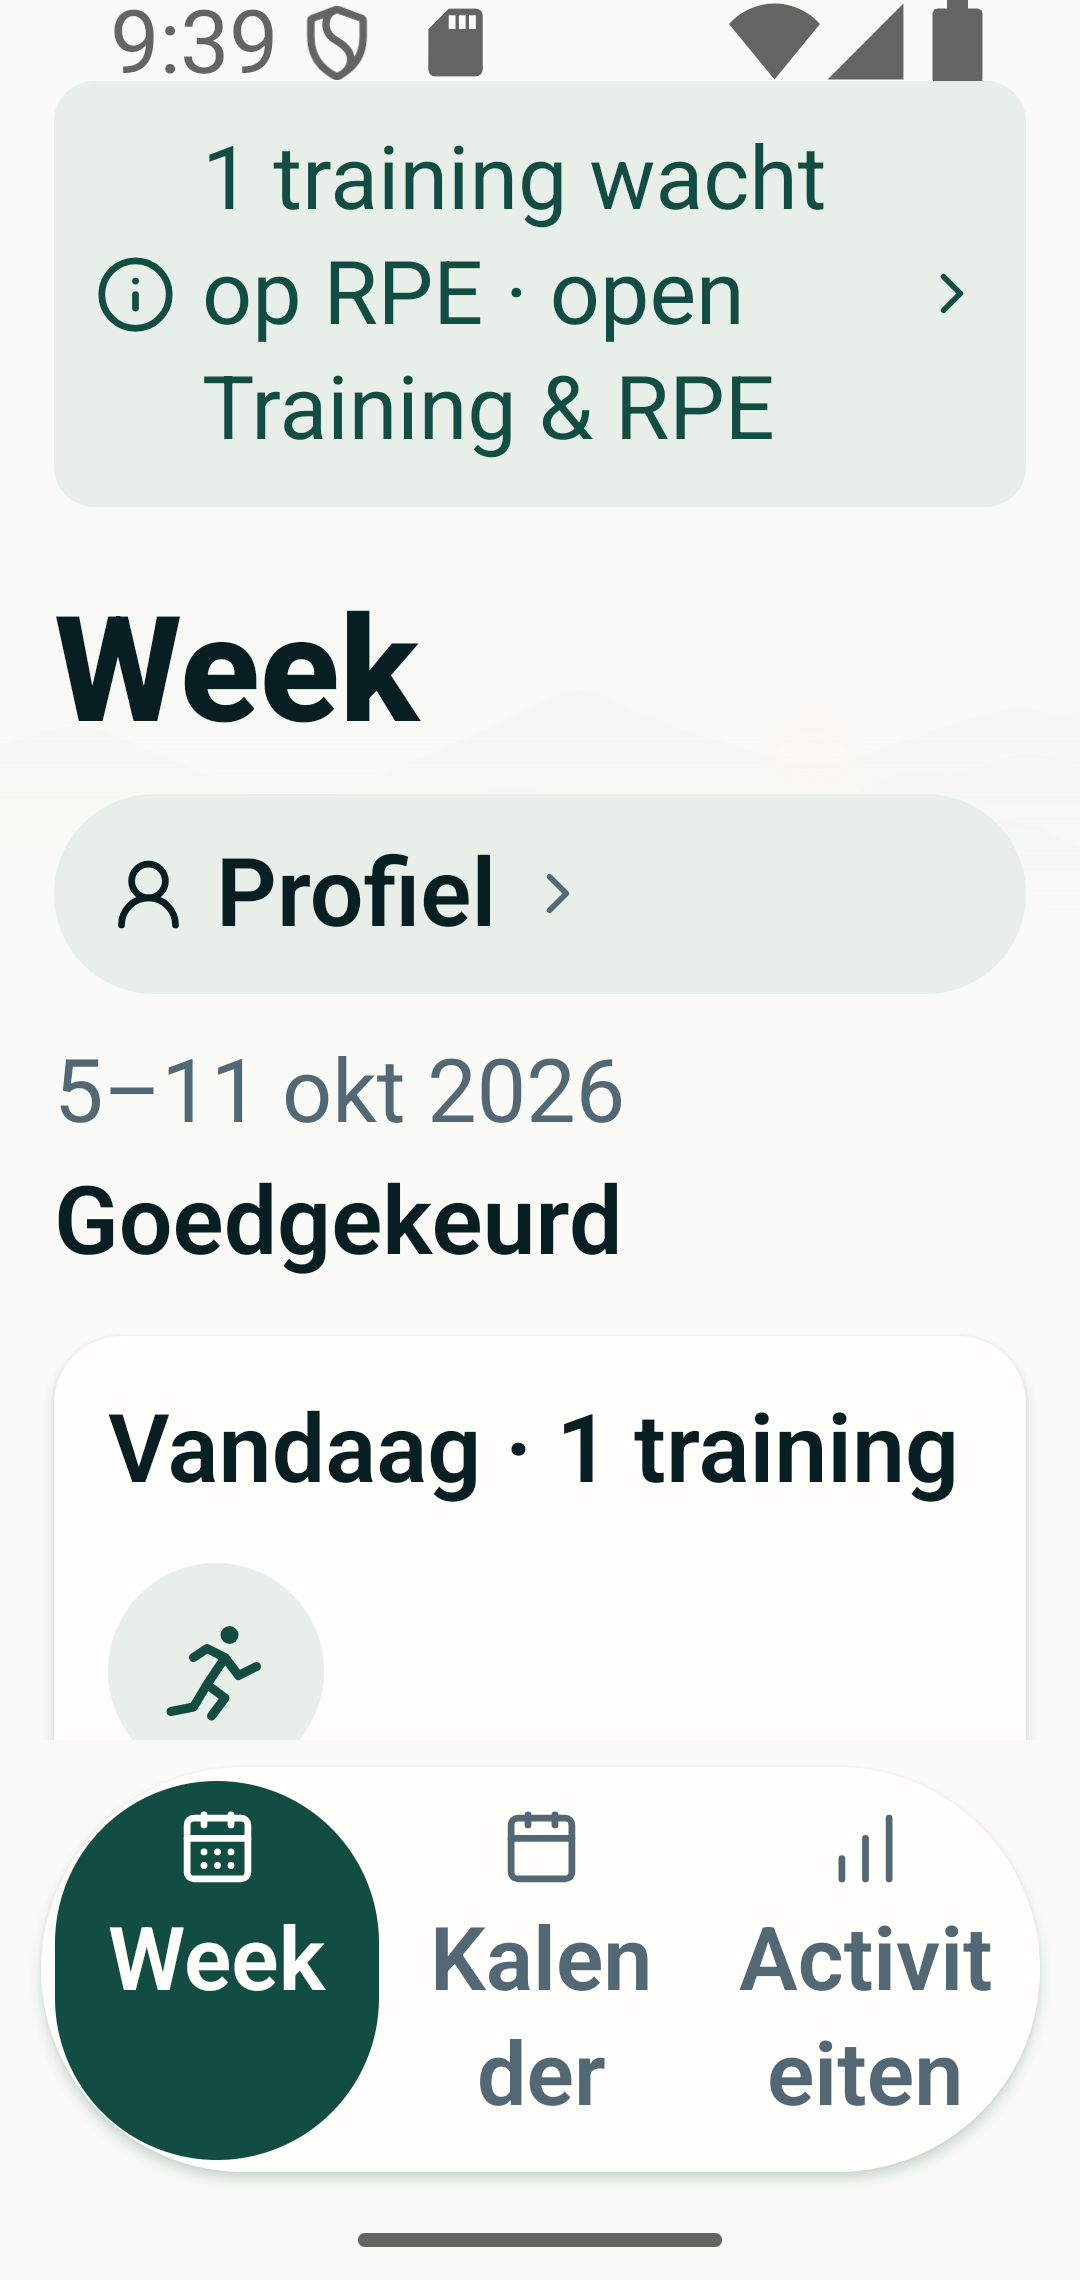 9:39
1 training wacht
op RPE · open
Training & RPE
Week
Profiel
5–11 okt 2026
Goedgekeurd
Vandaag · 1 training
Week
Kalen
der
Activit
eiten